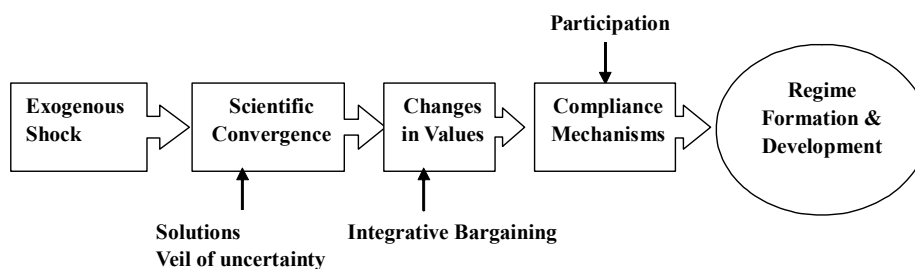 Participation
Exogenous
Shock
Scientific
Convergence
Changes
in Values
Compliance
Mechanisms
Regime
Formation &
Development
Solutions
Veil of uncertainty
Integrative Bargaining